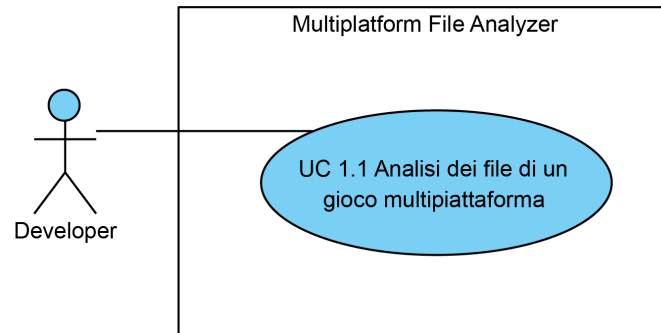 Multiplatform File Analyzer
UC 1.1 Analisi dei file di un
gioco multipiattaforma
Developer